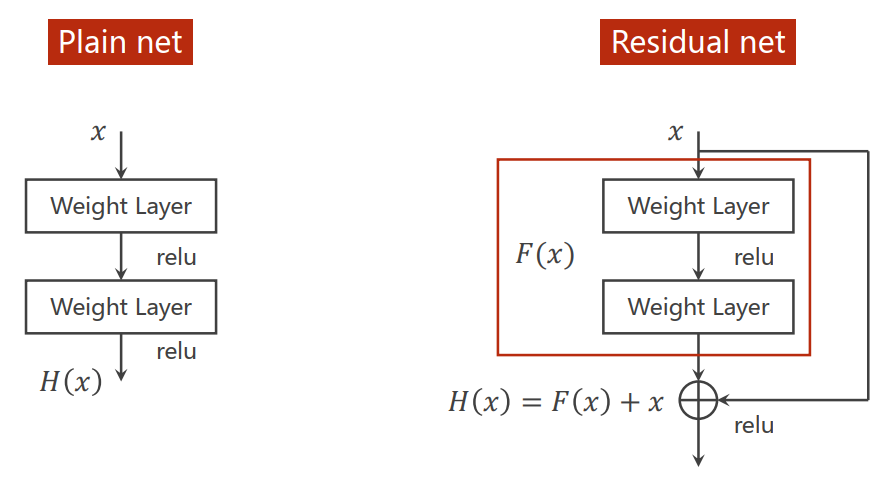 Plain net
x
Weight Layer
relu
Weight Layer
relu
H(x)
Residual net
x
Weight Layer
F(x)
relu
Weight Layer
H(x) = F(x) + x
relu